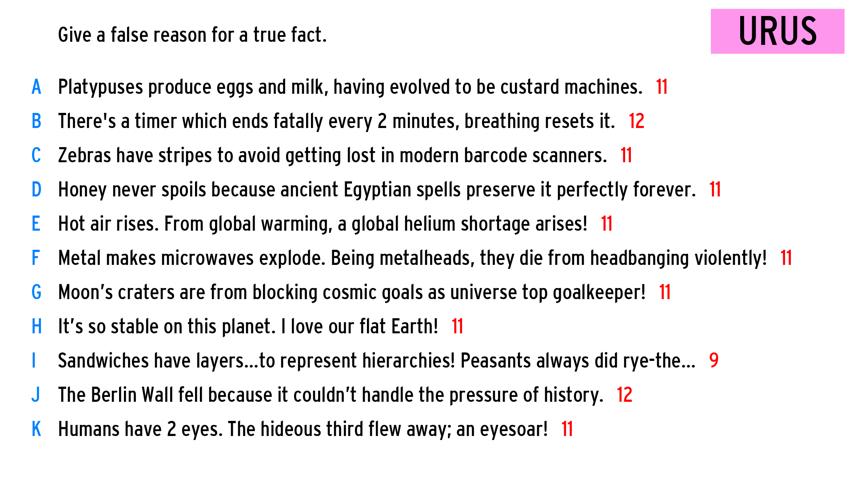 Give a false reason for a true fact.
URUS
A Platypuses produce eggs and milk, having evolved to be custard machines. 11
B There's a timer which ends fatally every 2 minutes, breathing resets it. 12
C Zebras have stripes to avoid getting lost in modern barcode scanners. 11
D Honey never spoils because ancient Egyptian spells preserve it perfectly forever. 11
E Hot air rises. From global warming, a global helium shortage arises! 11
F Metal makes microwaves explode. Being metalheads, they die from headbanging violently! 11
G Moon’s craters are from blocking cosmic goals as universe top goalkeeper! 11
H It’s so stable on this planet. I love our flat Earth! 11
I Sandwiches have layers...to represent hierarchies! Peasants always did rye-the... 9
J The Berlin Wall fell because it couldn’t handle the pressure of history. 12
K Humans have 2 eyes. The hideous third flew away; an eyesoar! 11